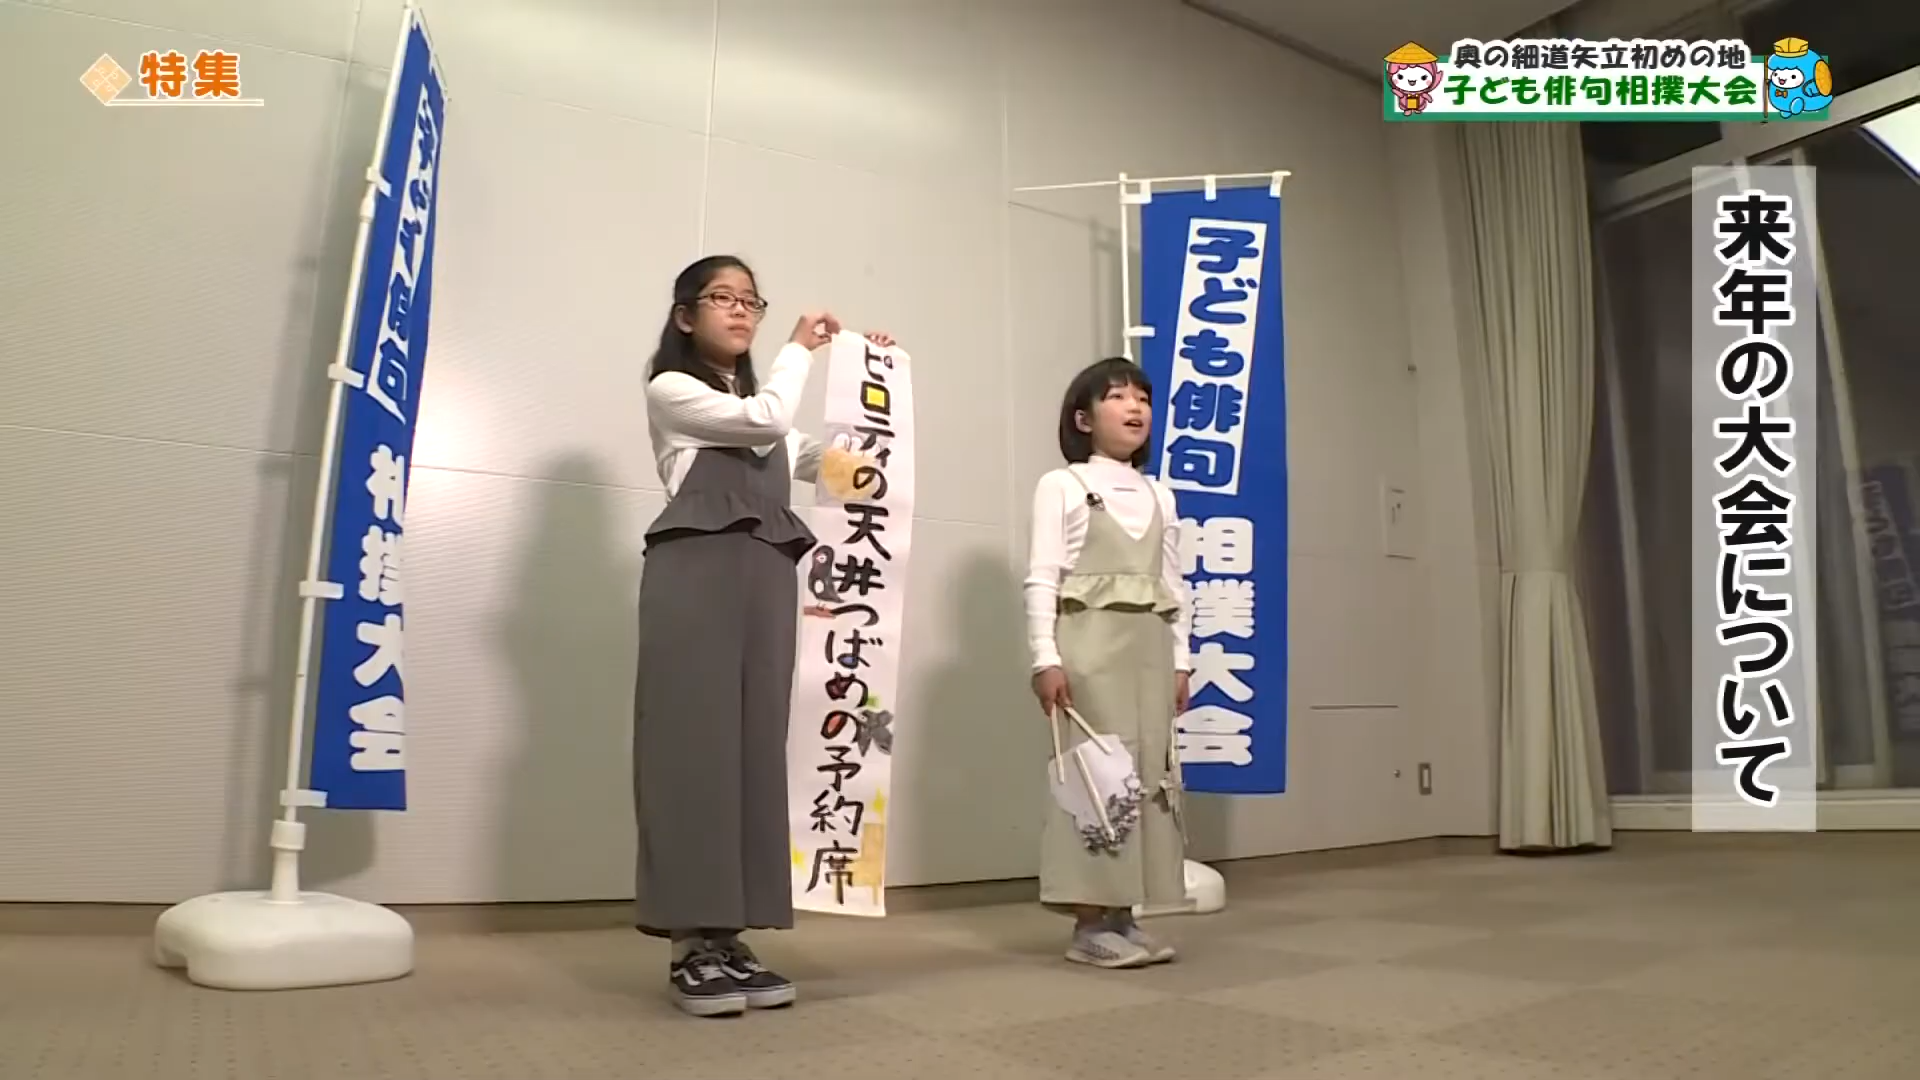 特集
奥の細道矢立初めの地
子ども俳句相撲大会
来年の大会について
ピロティの天井つばめの予約席
子ども俳句
相撲大会
相撲大会